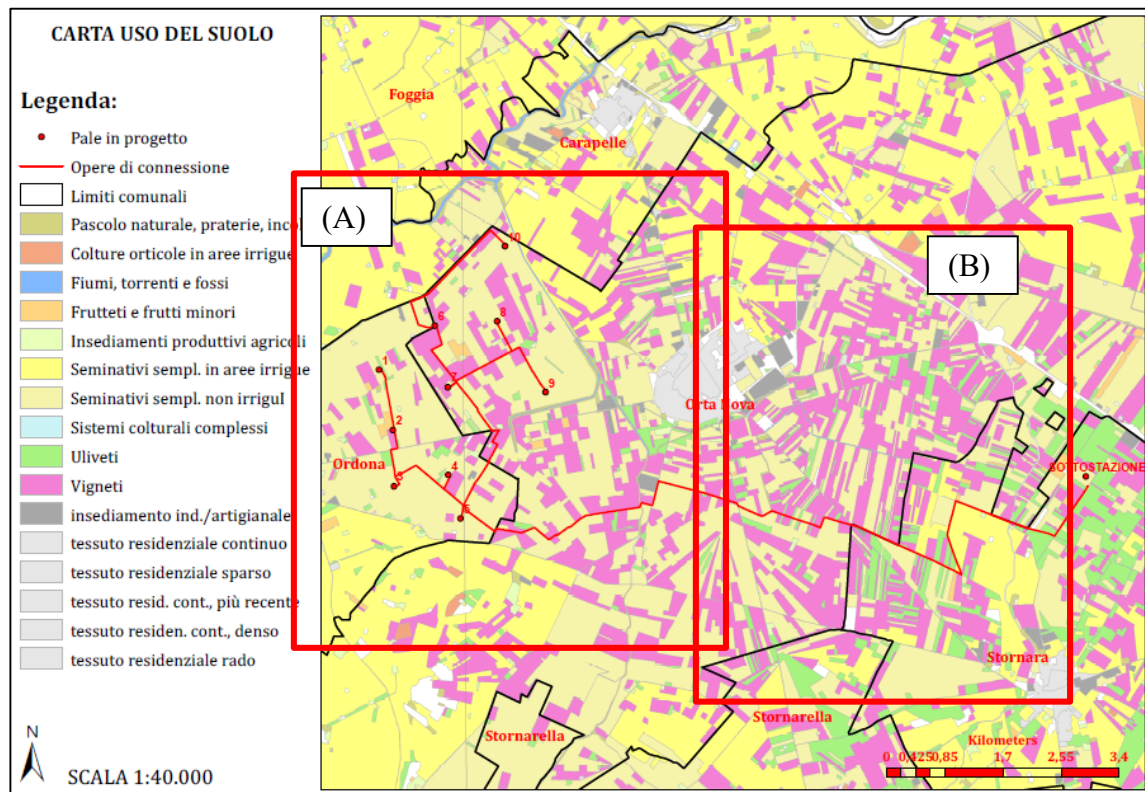 CARTA USO DEL SUOLO
Legenda:
Pale in progetto
Opere di connessione
Limiti comunali
Pascolo naturale, praterie, incol
Colture orticole in aree irrigue
Fiumi, torrenti e fossi
Frutteti e frutti minori
Insediamenti produttivi agricoli
Seminativi sempl. in aree irrigue
Seminativi sempl. non irrigui
Sistemi colturali complessi
Uliveti
Vigneti
insediamento ind./artigianale
tessuto residenziale continuo
tessuto residenziale sparso
tessuto resid. cont., più recente
tessuto residen. cont., denso
tessuto residenziale rado
N
SCALA 1:40.000
Foggia
Carapelle
(A)
(B)
10
6
8
1
7
9
2
Orta Nova
Ordona
4
3
5
SOTTOSTAZIONE
Stornara
Stornarella
Stornarella
Kilometers
0 0,425 0,85 1,7 2,55 3,4